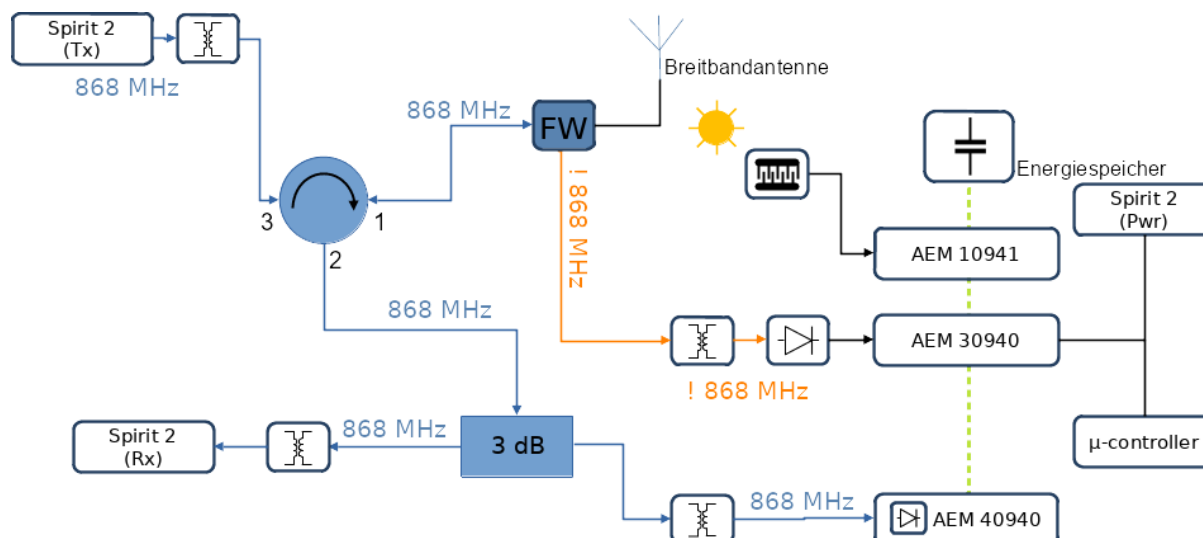 Spirit 2
(Tx)
868 MHz
868 MHz
FW
Breitbandantenne
! 868 MHz
Energiespeicher
Spirit 2
(Pwr)
3
1
2
AEM 10941
868 MHz
AEM 30940
! 868 MHz
Spirit 2
(Rx)
868 MHz
3 dB
µ-controller
868 MHz
AEM 40940